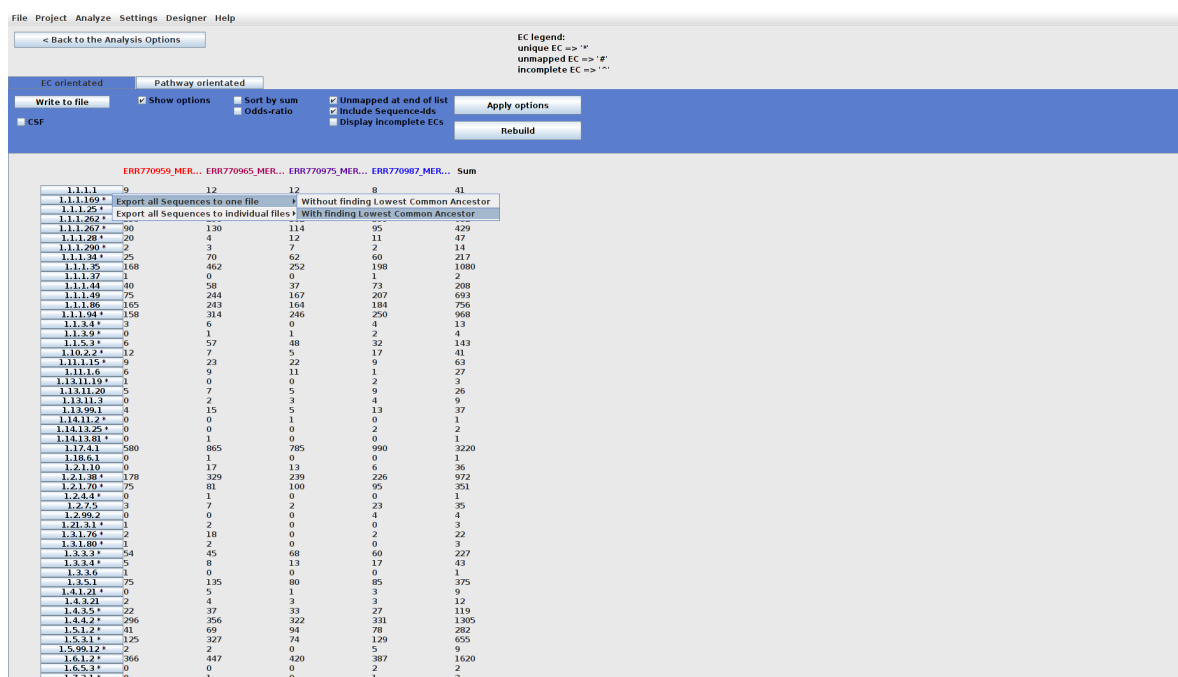 File Project Analyze Settings Designer Help
< Back to the Analysis Options
EC legend:
unique EC => '*'
unmapped EC => '#'
incomplete EC => '^'
EC orientated Pathway orientated
Write to file Show options Sort by sum Unmapped at end of list Apply options
Odds-ratio Include Sequence-Ids
CSF Display incomplete ECs Rebuild
ERR770959_MER... ERR770965_MER... ERR770975_MER... ERR770987_MER... Sum
1.1.1.1 9 12 12 8 41
1.1.1.169 * Export all Sequences to one file Without finding Lowest Common Ancestor
1.1.1.25 * Export all Sequences to individual files With finding Lowest Common Ancestor
1.1.1.262 *
1.1.1.267 * 90 130 114 95 429
1.1.1.28 * 20 4 12 11 47
1.1.1.290 * 2 3 7 2 14
1.1.1.34 * 25 70 62 60 217
1.1.1.35 168 462 252 198 1080
1.1.1.37 1 0 0 1 2
1.1.1.44 40 58 37 73 208
1.1.1.49 75 244 167 207 693
1.1.1.86 165 243 164 184 756
1.1.1.94 * 158 314 246 250 968
1.1.3.4 * 3 6 0 4 13
1.1.3.9 * 0 1 1 2 4
1.1.5.3 * 6 57 48 32 143
1.10.2.2 * 12 7 5 17 41
1.11.1.15 * 9 23 22 9 63
1.11.1.6 6 9 11 1 27
1.13.11.19 * 1 0 0 2 3
1.13.11.20 5 7 5 9 26
1.13.11.3 0 2 3 4 9
1.13.99.1 4 15 5 13 37
1.14.11.2 * 0 0 1 0 1
1.14.13.25 * 0 0 0 2 2
1.14.13.81 * 0 1 0 0 1
1.17.4.1 580 865 785 990 3220
1.18.6.1 0 1 0 0 1
1.2.1.10 0 17 13 6 36
1.2.1.38 * 178 329 239 226 972
1.2.1.70 * 75 81 100 95 351
1.2.4.4 * 0 1 0 0 1
1.2.7.5 3 7 2 23 35
1.2.99.2 0 0 0 4 4
1.21.3.1 * 1 2 0 0 3
1.3.1.76 * 2 18 0 2 22
1.3.1.80 * 1 2 0 0 3
1.3.3.3 * 54 45 68 60 227
1.3.3.4 * 5 8 13 17 43
1.3.3.6 1 0 0 0 1
1.3.5.1 75 135 80 85 375
1.4.1.21 * 0 5 1 3 9
1.4.3.21 2 4 3 3 12
1.4.3.5 * 22 37 33 27 119
1.4.4.2 * 296 356 322 331 1305
1.5.1.2 * 41 69 94 78 282
1.5.3.1 * 125 327 74 129 655
1.5.99.12 * 2 2 0 5 9
1.6.1.2 * 366 447 420 387 1620
1.6.5.3 * 0 0 0 2 2